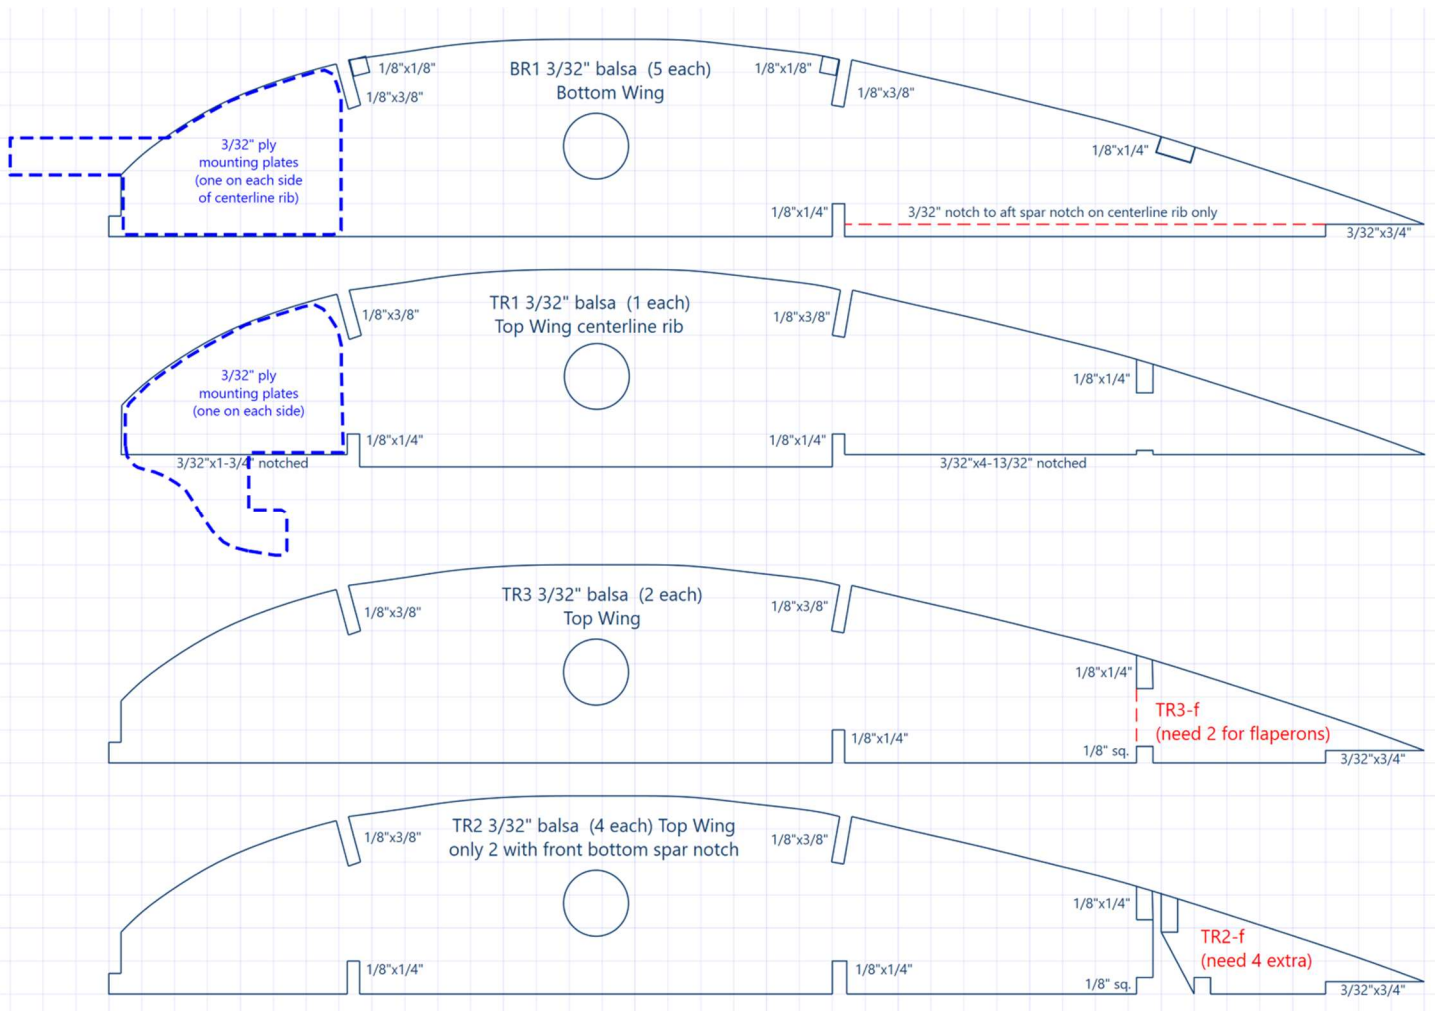 1/8"x1/8"
BR1 3/32" balsa  (5 each)
Bottom Wing
1/8"x1/8"
1/8"x3/8"
1/8"x3/8"
3/32" ply
mounting plates
(one on each side
of centerline rib)
1/8"x1/4"
1/8"x1/4"
3/32" notch to aft spar notch on centerline rib only
3/32"x3/4"
TR1 3/32" balsa  (1 each)
Top Wing centerline rib
1/8"x3/8"
1/8"x3/8"
3/32" ply
mounting plates
(one on each side)
1/8"x1/4"
1/8"x1/4"
1/8"x1/4"
3/32"x1-3/4" notched
3/32"x4-13/32" notched
TR3 3/32" balsa  (2 each)
Top Wing
1/8"x3/8"
1/8"x3/8"
1/8"x1/4"
TR3-f
(need 2 for flaperons)
1/8"x1/4"
1/8" sq.
3/32"x3/4"
TR2 3/32" balsa  (4 each) Top Wing
only 2 with front bottom spar notch
1/8"x3/8"
1/8"x3/8"
1/8"x1/4"
TR2-f
(need 4 extra)
1/8"x1/4"
1/8"x1/4"
1/8" sq.
3/32"x3/4"